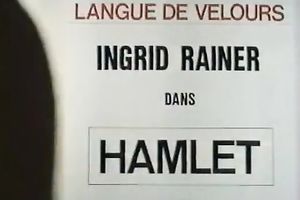 LANGUE DE VELOURS
INGRID RAINER
DANS
HAMLET